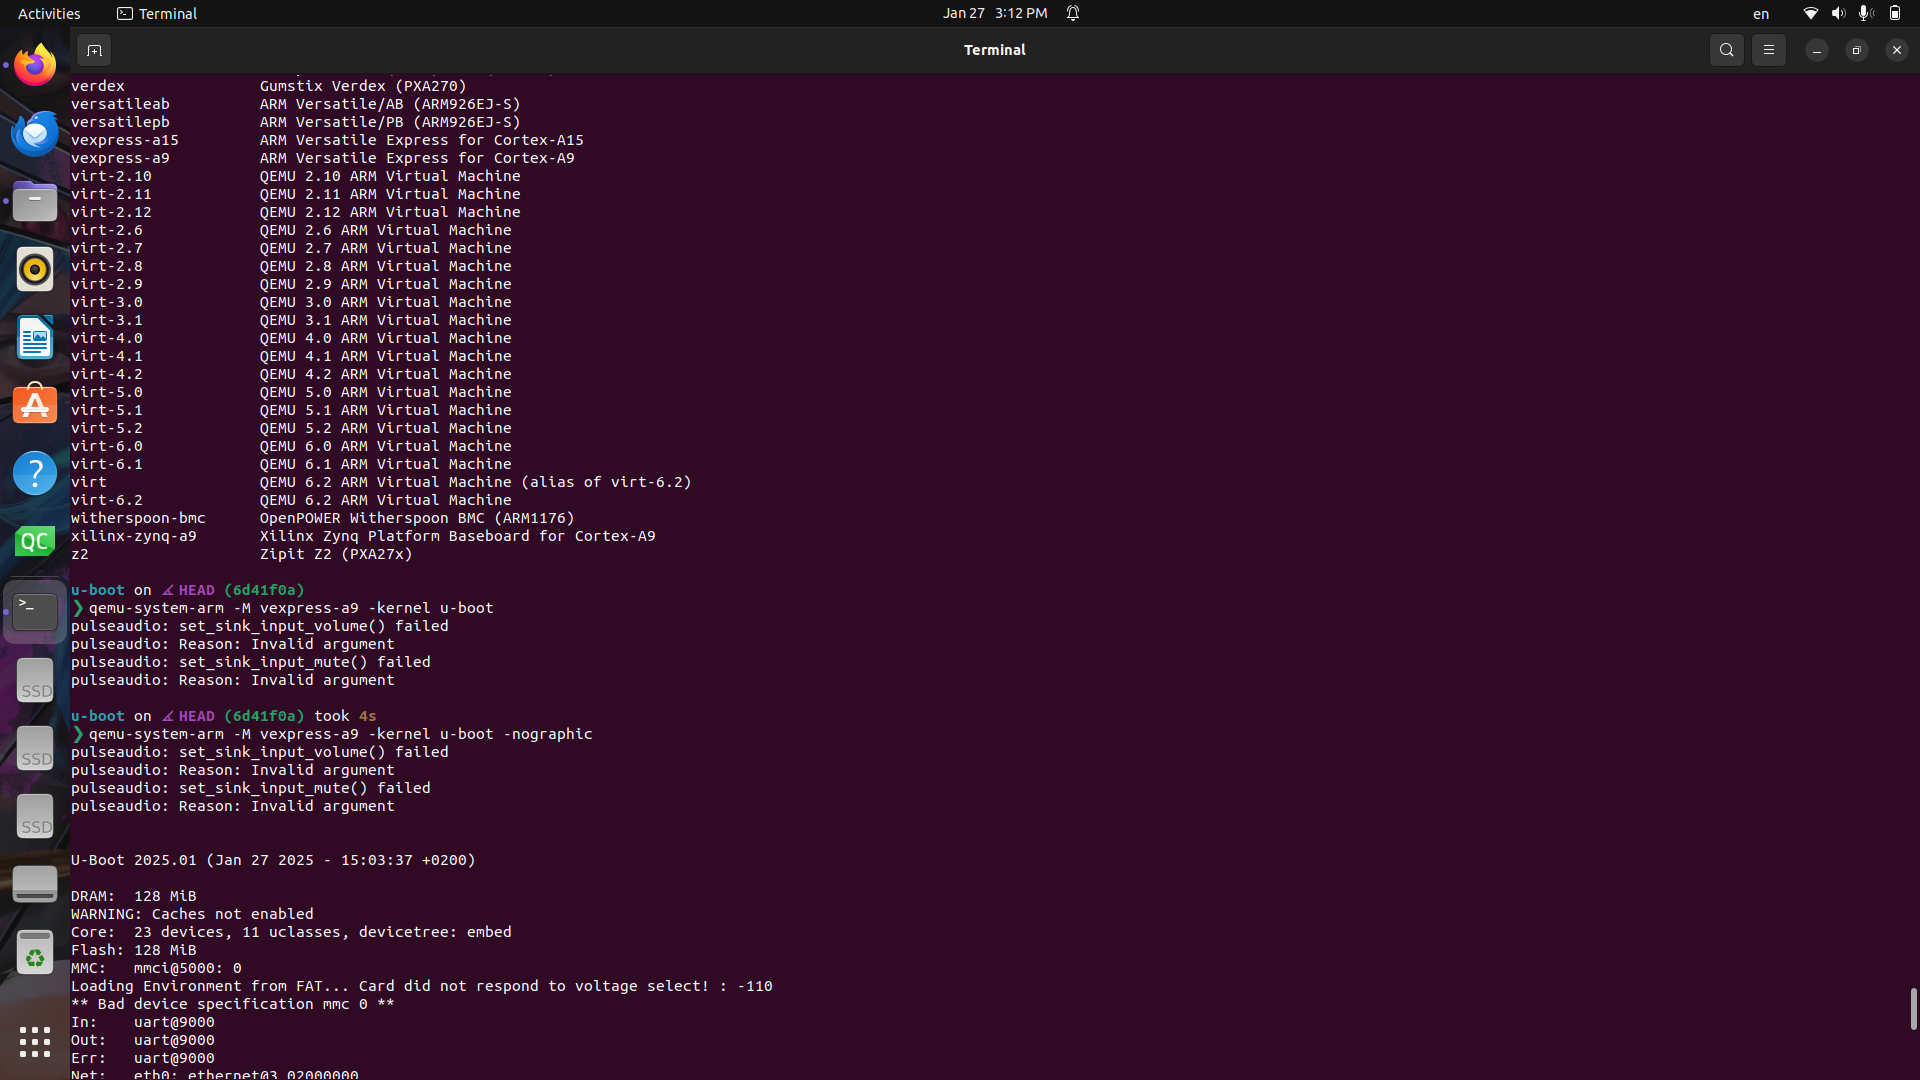 Activities
Terminal
Jan 27 3:12 PM
en
Terminal
verdex Gumstix Verdex (PXA270)
versatileab ARM Versatile/AB (ARM926EJ-S)
versatilepb ARM Versatile/PB (ARM926EJ-S)
vexpress-a15 ARM Versatile Express for Cortex-A15
vexpress-a9 ARM Versatile Express for Cortex-A9
virt-2.10 QEMU 2.10 ARM Virtual Machine
virt-2.11 QEMU 2.11 ARM Virtual Machine
virt-2.12 QEMU 2.12 ARM Virtual Machine
virt-2.6 QEMU 2.6 ARM Virtual Machine
virt-2.7 QEMU 2.7 ARM Virtual Machine
virt-2.8 QEMU 2.8 ARM Virtual Machine
virt-2.9 QEMU 2.9 ARM Virtual Machine
virt-3.0 QEMU 3.0 ARM Virtual Machine
virt-3.1 QEMU 3.1 ARM Virtual Machine
virt-4.0 QEMU 4.0 ARM Virtual Machine
virt-4.1 QEMU 4.1 ARM Virtual Machine
virt-4.2 QEMU 4.2 ARM Virtual Machine
virt-5.0 QEMU 5.0 ARM Virtual Machine
virt-5.1 QEMU 5.1 ARM Virtual Machine
virt-5.2 QEMU 5.2 ARM Virtual Machine
virt-6.0 QEMU 6.0 ARM Virtual Machine
virt-6.1 QEMU 6.1 ARM Virtual Machine
virt QEMU 6.2 ARM Virtual Machine (alias of virt-6.2)
virt-6.2 QEMU 6.2 ARM Virtual Machine
witherspoon-bmc OpenPOWER Witherspoon BMC (ARM1176)
xilinx-zynq-a9 Xilinx Zynq Platform Baseboard for Cortex-A9
z2 Zipit Z2 (PXA27x)
u-boot on HEAD (6d41f0a)
❯ qemu-system-arm -M vexpress-a9 -kernel u-boot
pulseaudio: set_sink_input_volume() failed
pulseaudio: Reason: Invalid argument
pulseaudio: set_sink_input_mute() failed
pulseaudio: Reason: Invalid argument
u-boot on HEAD (6d41f0a) took 4s
❯ qemu-system-arm -M vexpress-a9 -kernel u-boot -nographic
pulseaudio: set_sink_input_volume() failed
pulseaudio: Reason: Invalid argument
pulseaudio: set_sink_input_mute() failed
pulseaudio: Reason: Invalid argument
U-Boot 2025.01 (Jan 27 2025 - 15:03:37 +0200)
DRAM: 128 MiB
WARNING: Caches not enabled
Core: 23 devices, 11 uclasses, devicetree: embed
Flash: 128 MiB
MMC: mmci@5000: 0
Loading Environment from FAT... Card did not respond to voltage select! : -110
** Bad device specification mmc 0 **
In: uart@9000
Out: uart@9000
Err: uart@9000
Net: eth0: ethernet@3,02000000
QC
SSD
SSD
SSD